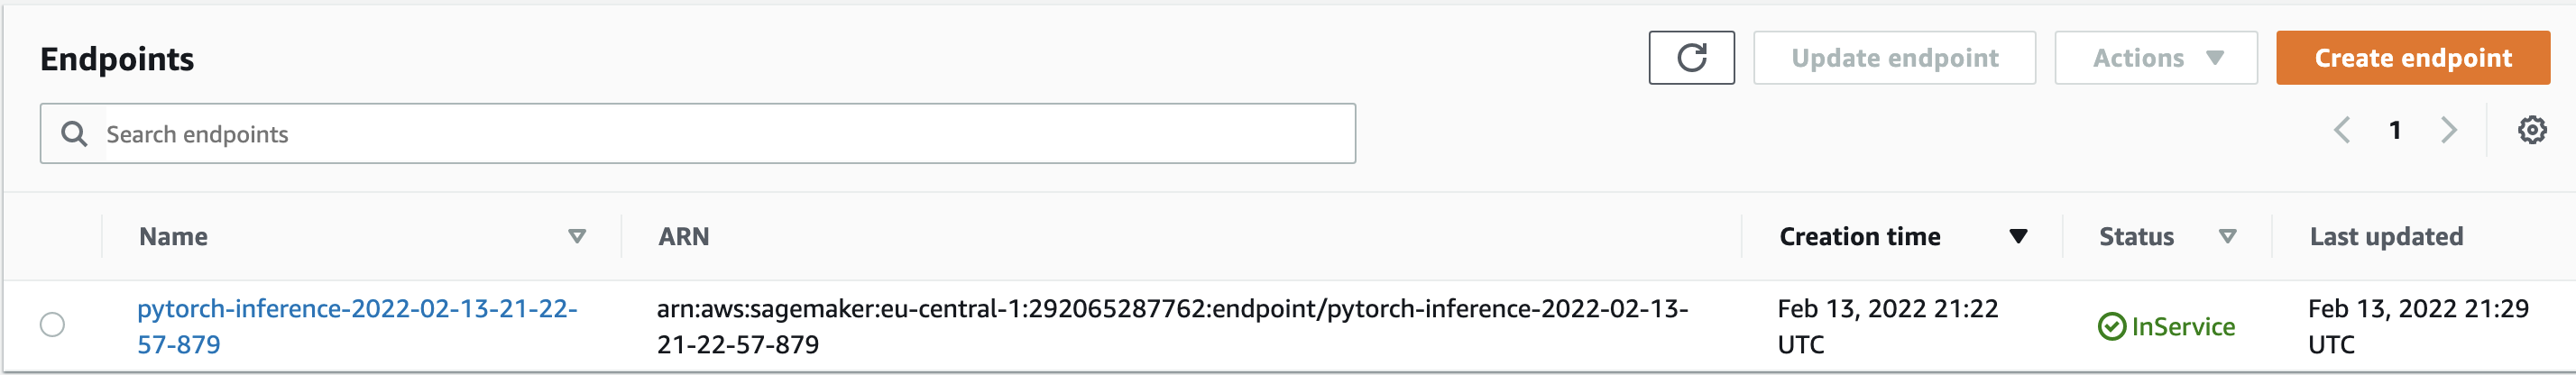 Endpoints
Update endpoint
Actions
Create endpoint
Search endpoints
1
Name
ARN
Creation time
Status
Last updated
pytorch-inference-2022-02-13-21-22-
57-879
arn:aws:sagemaker:eu-central-1:292065287762:endpoint/pytorch-inference-2022-02-13-
21-22-57-879
Feb 13, 2022 21:22
UTC
InService
Feb 13, 2022 21:29
UTC